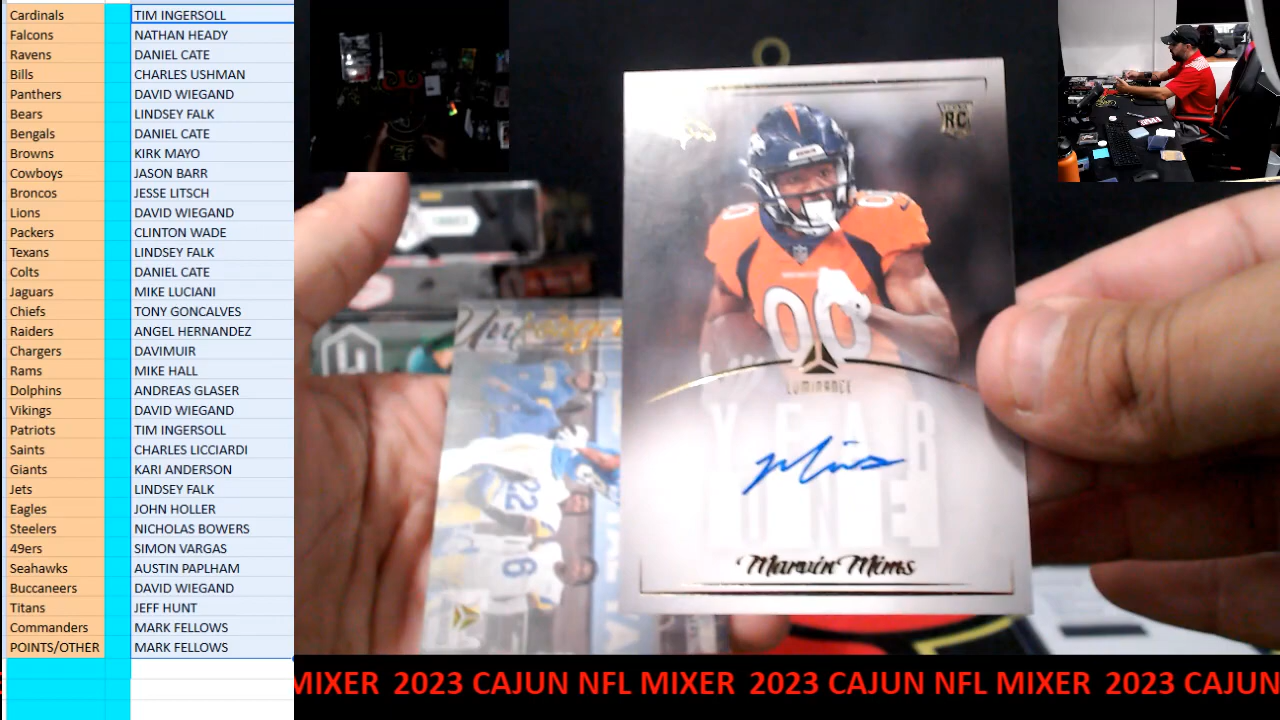 Cardinals TIM INGERSOLL
Falcons NATHAN HEADY
Ravens DANIEL CATE
Bills CHARLES USHMAN
Panthers DAVID WIEGAND
Bears LINDSEY FALK
Bengals DANIEL CATE
Browns KIRK MAYO
Cowboys JASON BARR
Broncos JESSE LITSCH
Lions DAVID WIEGAND
Packers CLINTON WADE
Texans LINDSEY FALK
Colts DANIEL CATE
Jaguars MIKE LUCIANI
Chiefs TONY GONCALVES
Raiders ANGEL HERNANDEZ
Chargers DAVIMUIR
Rams MIKE HALL
Dolphins ANDREAS GLASER
Vikings DAVID WIEGAND
Patriots TIM INGERSOLL
Saints CHARLES LICCIARDI
Giants KARI ANDERSON
Jets LINDSEY FALK
Eagles JOHN HOLLER
Steelers NICHOLAS BOWERS
49ers SIMON VARGAS
Seahawks AUSTIN PAPLHAM
Buccaneers DAVID WIEGAND
Titans JEFF HUNT
Commanders MARK FELLOWS
POINTS/OTHER MARK FELLOWS
RC
00
LUMINANCE
YEAR
ONE
Mims
Marvin Mims
22
MIXER 2023 CAJUN NFL MIXER 2023 CAJUN NFL MIXER 2023 CAJUN